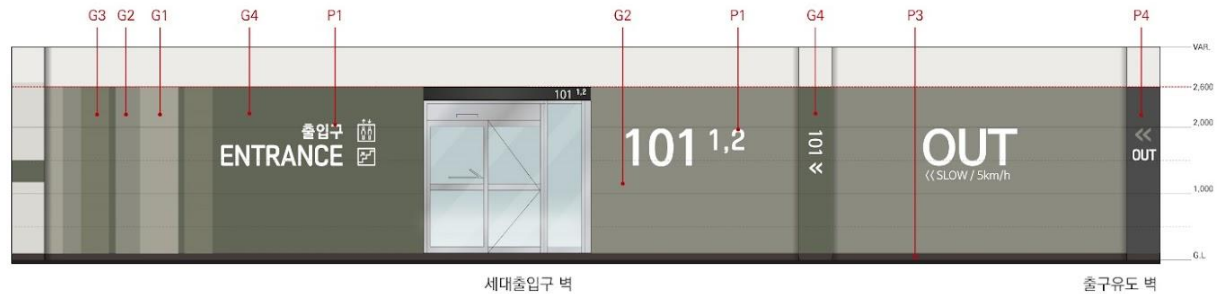 G3 G2 G1 G4 P1 G2 P1 G4 P3 P4
VAR.
2,600
2,000
1,000
G.L
출입구
ENTRANCE
101 1,2
101 1,2
101 «
OUT
<< SLOW / 5km/h
<<
OUT
세대출입구 벽
출구유도 벽